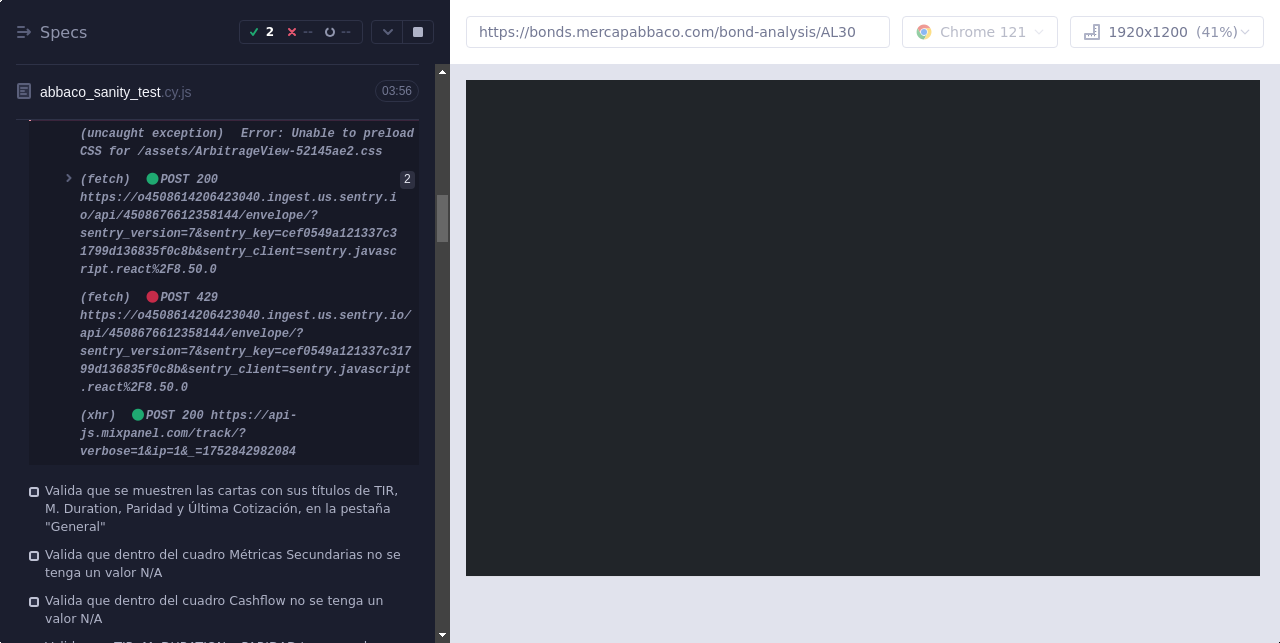 Specs
2
--
--
https://bonds.mercapabbaco.com/bond-analysis/AL30
Chrome 121
1920x1200 (41%)
abbaco_sanity_test.cy.js
03:56
(uncaught exception) Error: Unable to preload
CSS for /assets/ArbitrageView-52145ae2.css
(fetch) POST 200
2
https://o4508614206423040.ingest.us.sentry.i
o/api/4508676612358144/envelope/?
sentry_version=7&sentry_key=cef0549a121337c3
1799d136835f0c8b&sentry_client=sentry.javasc
ript.react%2F8.50.0
(fetch) POST 429
https://o4508614206423040.ingest.us.sentry.io/
api/4508676612358144/envelope/?
sentry_version=7&sentry_key=cef0549a121337c317
99d136835f0c8b&sentry_client=sentry.javascript
.react%2F8.50.0
(xhr) POST 200 https://api-
js.mixpanel.com/track/?
verbose=1&ip=1&_=1752842982084
Valida que se muestren las cartas con sus títulos de TIR,
M. Duration, Paridad y Última Cotización, en la pestaña
"General"
Valida que dentro del cuadro Métricas Secundarias no se
tenga un valor N/A
Valida que dentro del cuadro Cashflow no se tenga un
valor N/A